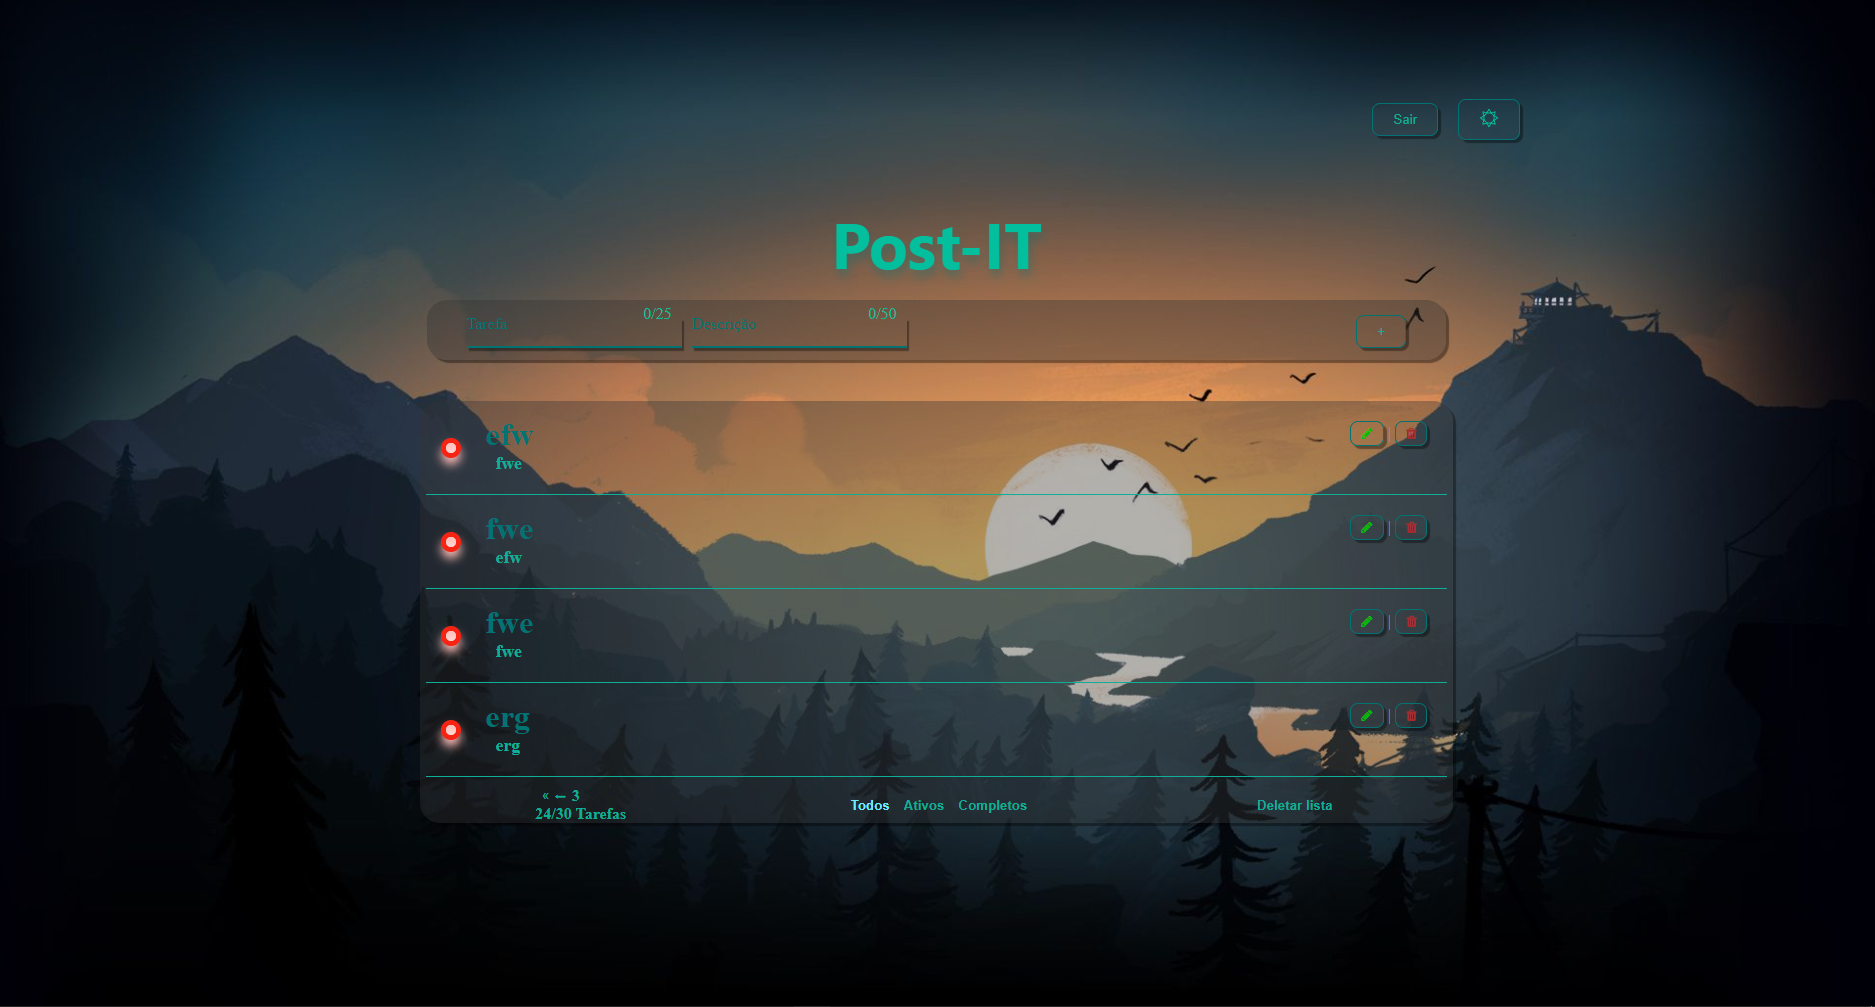 Sair
Post-IT
Tarefa 0/25 Descrição 0/50 +
efw
fwe
fwe
efw
fwe
fwe
erg
erg
« ← 3
24/30 Tarefas
Todos Ativos Completos
Deletar lista